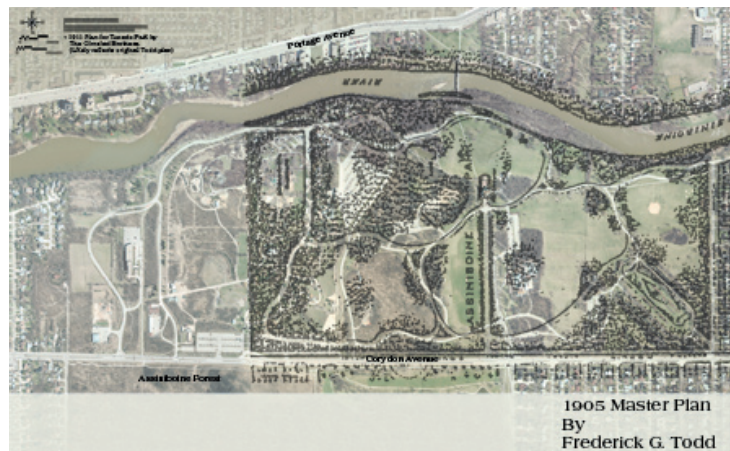 Portage Avenue
RIVER
ASSINIBOINE
ASSINIBOINE PARK
Corydon Avenue
Assiniboine Forest
1905 Master Plan
By
Frederick G. Todd